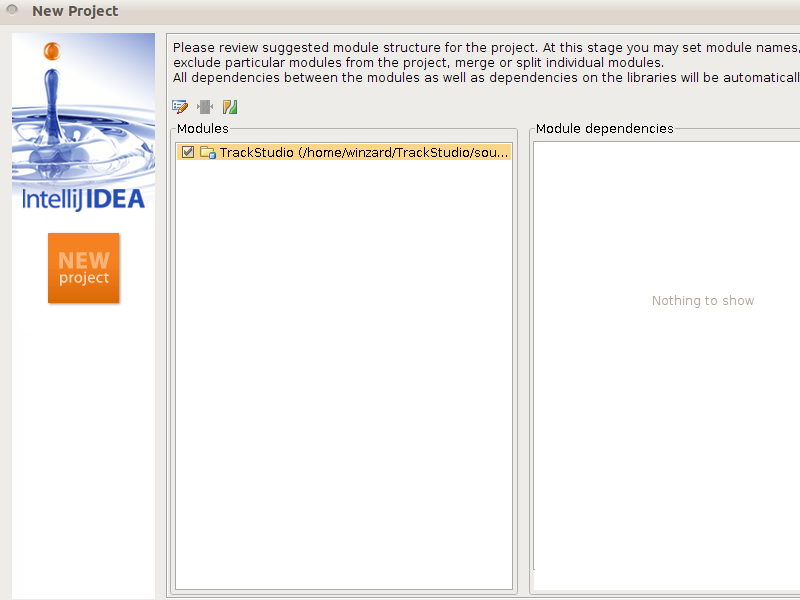 New Project
Please review suggested module structure for the project. At this stage you may set module names,
exclude particular modules from the project, merge or split individual modules.
All dependencies between the modules as well as dependencies on the libraries will be automaticall
Modules
Module dependencies
TrackStudio (/home/winzard/TrackStudio/sou...
IntelliJ IDEA
NEW
project
Nothing to show